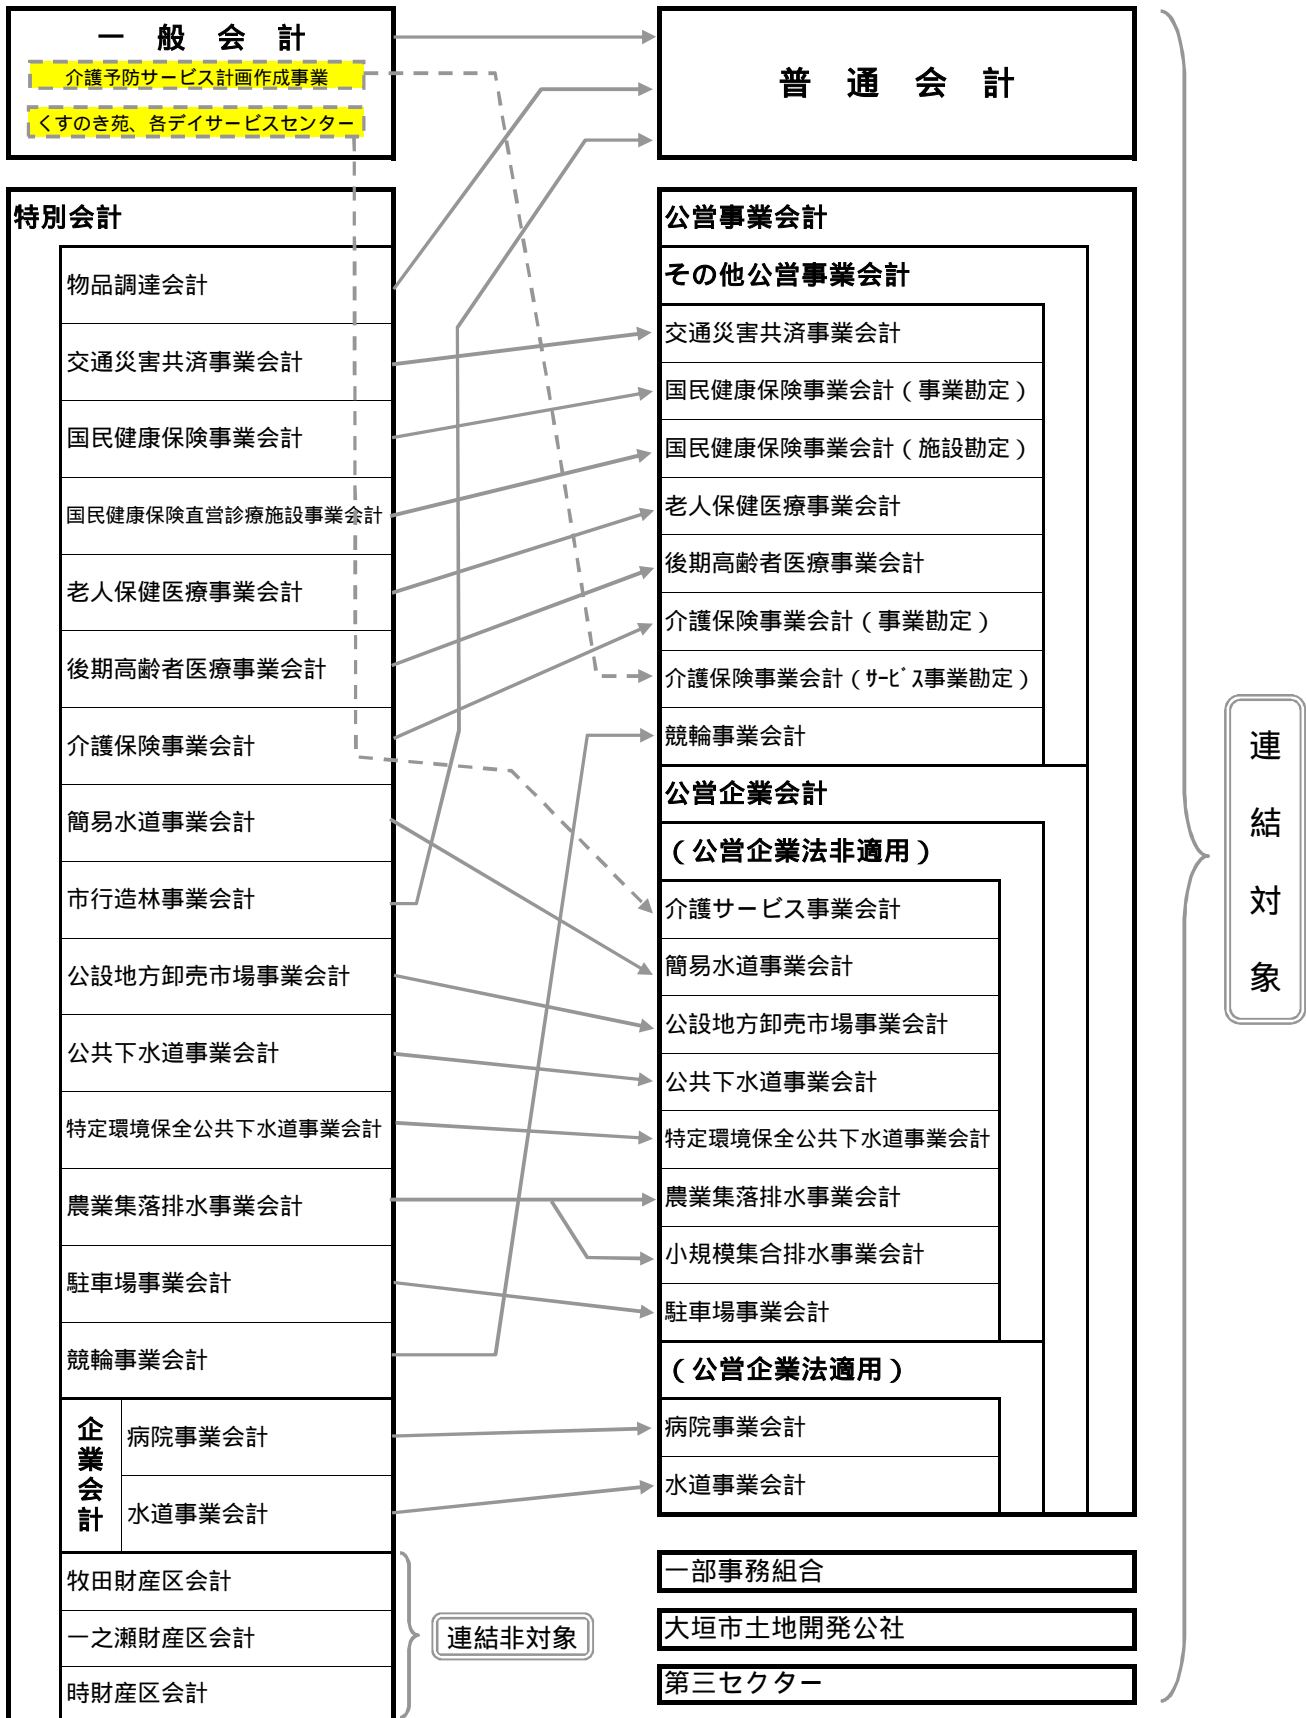 一 般 会 計
介護予防サービス計画作成事業
くすのき苑、各デイサービスセンター
特別会計
物品調達会計
交通災害共済事業会計
国民健康保険事業会計
国民健康保険直営診療施設事業会計
老人保健医療事業会計
後期高齢者医療事業会計
介護保険事業会計
簡易水道事業会計
市行造林事業会計
公設地方卸売市場事業会計
公共下水道事業会計
特定環境保全公共下水道事業会計
農業集落排水事業会計
駐車場事業会計
競輪事業会計
企業会計
病院事業会計
水道事業会計
牧田財産区会計
一之瀬財産区会計
時財産区会計
連結非対象
普 通 会 計
公営事業会計
その他公営事業会計
交通災害共済事業会計
国民健康保険事業会計（事業勘定）
国民健康保険事業会計（施設勘定）
老人保健医療事業会計
後期高齢者医療事業会計
介護保険事業会計（事業勘定）
介護保険事業会計（ｻｰﾋﾞｽ事業勘定）
競輪事業会計
公営企業会計
（公営企業法非適用）
介護サービス事業会計
簡易水道事業会計
公設地方卸売市場事業会計
公共下水道事業会計
特定環境保全公共下水道事業会計
農業集落排水事業会計
小規模集合排水事業会計
駐車場事業会計
（公営企業法適用）
病院事業会計
水道事業会計
一部事務組合
大垣市土地開発公社
第三セクター
連結対象